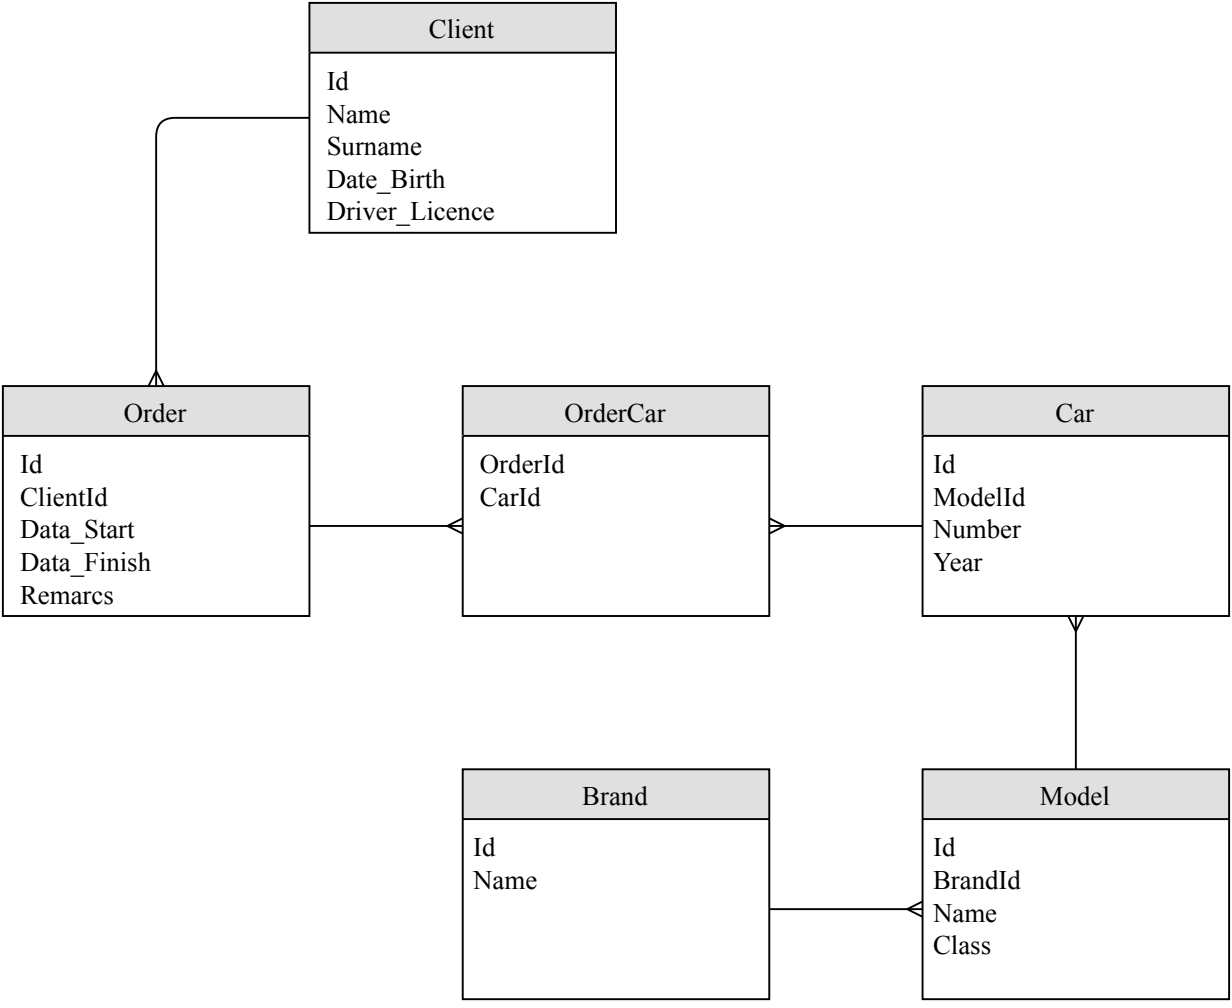 Client
Id
Name
Surname
Date_Birth
Driver_Licence
Order
Id
ClientId
Data_Start
Data_Finish
Remarcs
OrderCar
OrderId
CarId
Car
Id
ModelId
Number
Year
Brand
Id
Name
Model
Id
BrandId
Name
Class